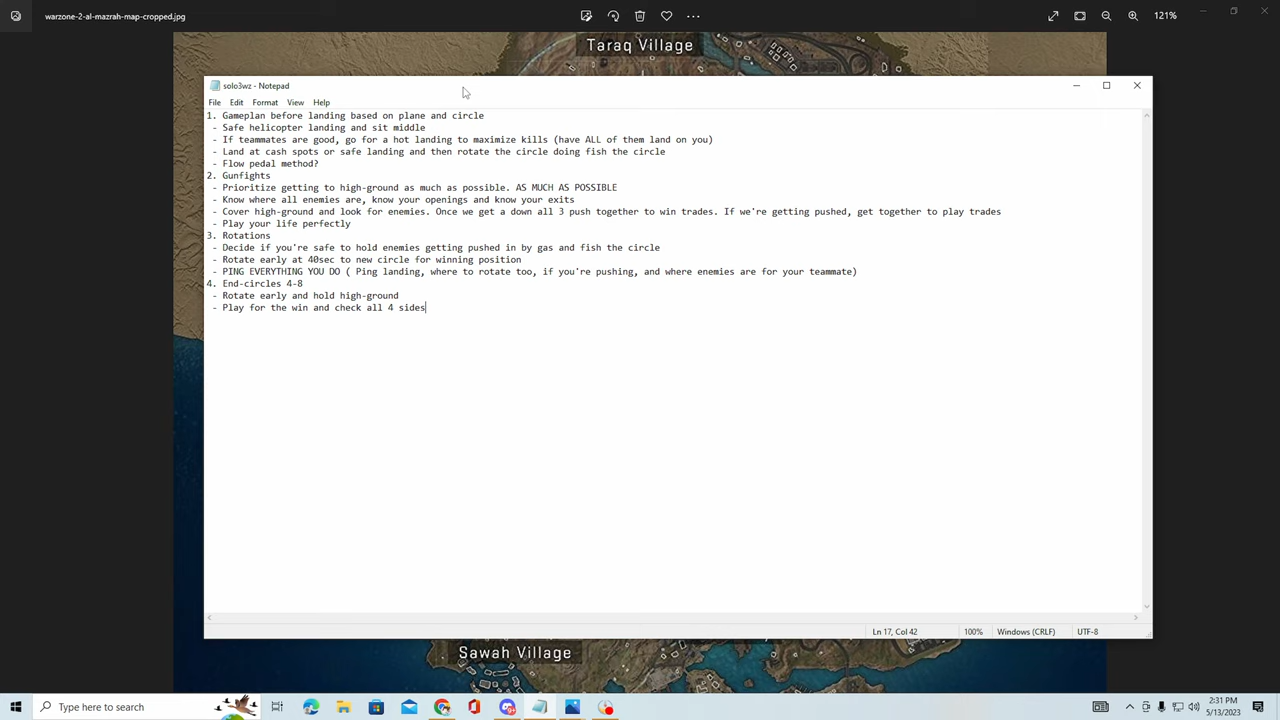 warzone-2-al-mazrah-map-cropped.jpg
121%
Taraq Village
solo3wz - Notepad
File Edit Format View Help
1. Gameplan before landing based on plane and circle
- Safe helicopter landing and sit middle
- If teammates are good, go for a hot landing to maximize kills (have ALL of them land on you)
- Land at cash spots or safe landing and then rotate the circle doing fish the circle
- Flow pedal method?
2. Gunfights
- Prioritize getting to high-ground as much as possible. AS MUCH AS POSSIBLE
- Know where all enemies are, know your openings and know your exits
- Cover high-ground and look for enemies. Once we get a down all 3 push together to win trades. If we're getting pushed, get together to play trades
- Play your life perfectly
3. Rotations
- Decide if you're safe to hold enemies getting pushed in by gas and fish the circle
- Rotate early at 40sec to new circle for winning position
- PING EVERYTHING YOU DO ( Ping landing, where to rotate too, if you're pushing, and where enemies are for your teammate)
4. End-circles 4-8
- Rotate early and hold high-ground
- Play for the win and check all 4 sides
Ln 17, Col 42 100% Windows (CRLF) UTF-8
Sawah Village
Type here to search
2:31 PM
5/13/2023